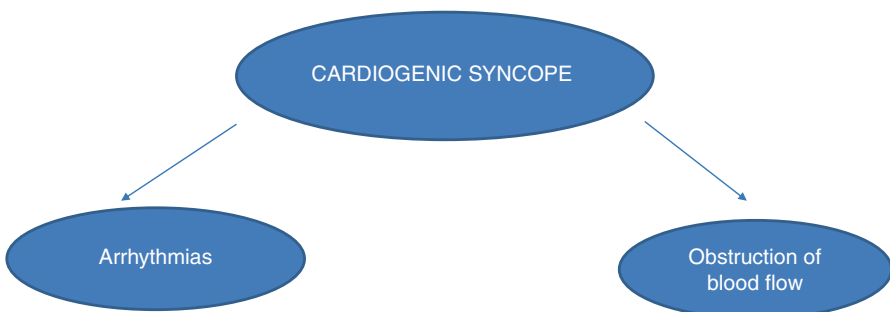 CARDIOGENIC SYNCOPE
Arrhythmias
Obstruction of
blood flow